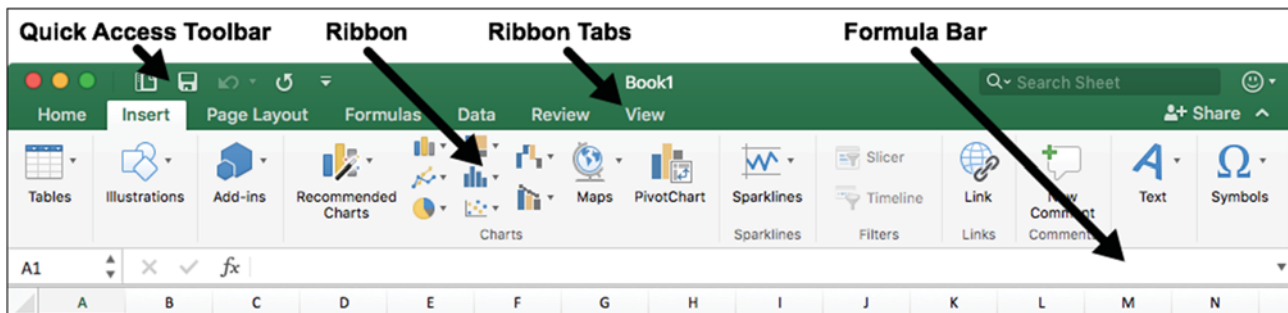 Quick Access Toolbar Ribbon Ribbon Tabs Formula Bar
Book1 Search Sheet
Home Insert Page Layout Formulas Data Review View Share
Slicer
Tables Illustrations Add-ins Recommended Charts Maps PivotChart Sparklines Timeline Link New Comment Text Symbols
Charts Sparklines Filters Links Comments
A1 fx
A B C D E F G H I J K L M N